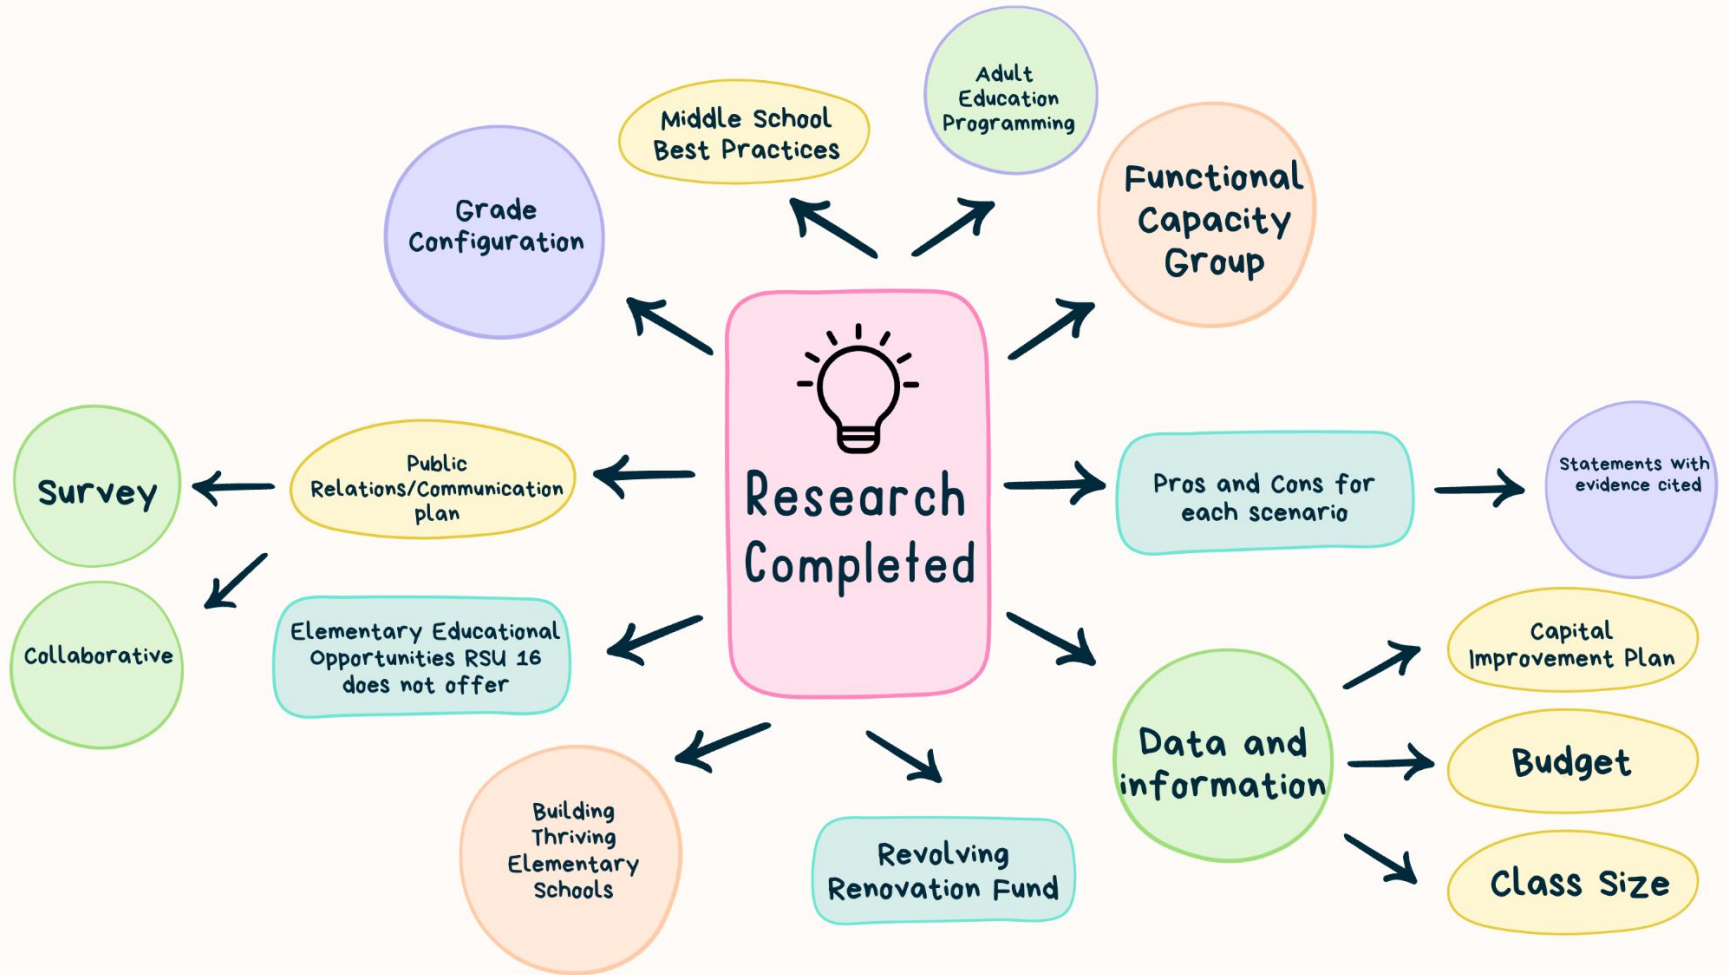 Adult
Education
Programming
Middle School
Best Practices
Functional
Capacity
Group
Grade
Configuration
Research
Completed
Public
Relations/Communication
plan
Survey
Collaborative
Pros and Cons for
each scenario
Statements with
evidence cited
Elementary Educational
Opportunities RSU 16
does not offer
Capital
Improvement Plan
Data and
information
Budget
Class Size
Building
Thriving
Elementary
Schools
Revolving
Renovation Fund